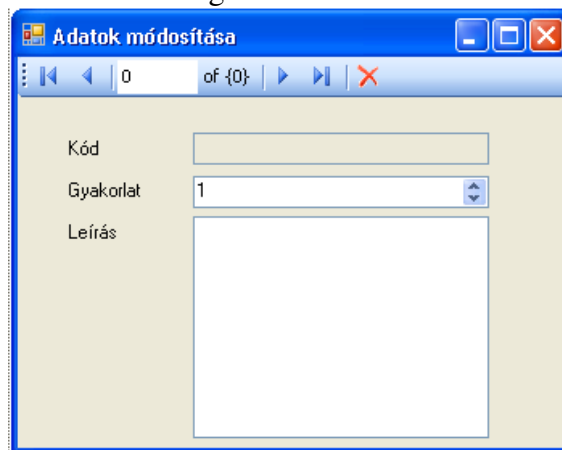 g
Adatok módosítása
0 of {0}
Kód
Gyakorlat 1
Leírás